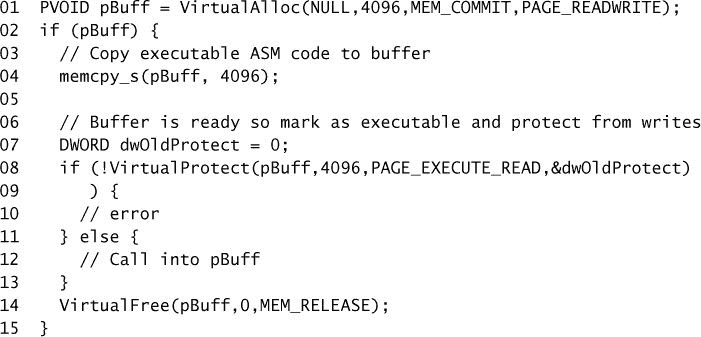 01 PVOID pBuff = VirtualAlloc(NULL,4096,MEM_COMMIT,PAGE_READWRITE);
02 if (pBuff) {
03   // Copy executable ASM code to buffer
04   memcpy_s(pBuff, 4096);
05
06   // Buffer is ready so mark as executable and protect from writes
07   DWORD dwOldProtect = 0;
08   if (!VirtualProtect(pBuff,4096,PAGE_EXECUTE_READ,&dwOldProtect)
09      ) {
10     // error
11   } else {
12     // Call into pBuff
13   }
14   VirtualFree(pBuff,0,MEM_RELEASE);
15 }